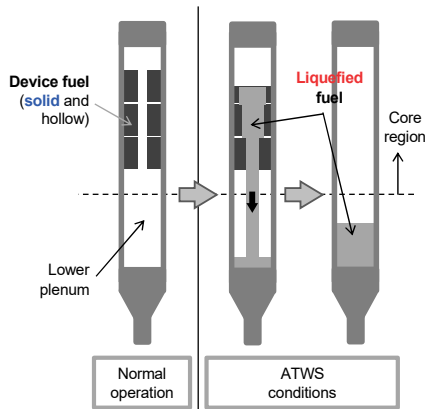 Device fuel
(solid and
hollow)
Liquefied
fuel
Core
region
Lower
plenum
Normal
operation
ATWS
conditions